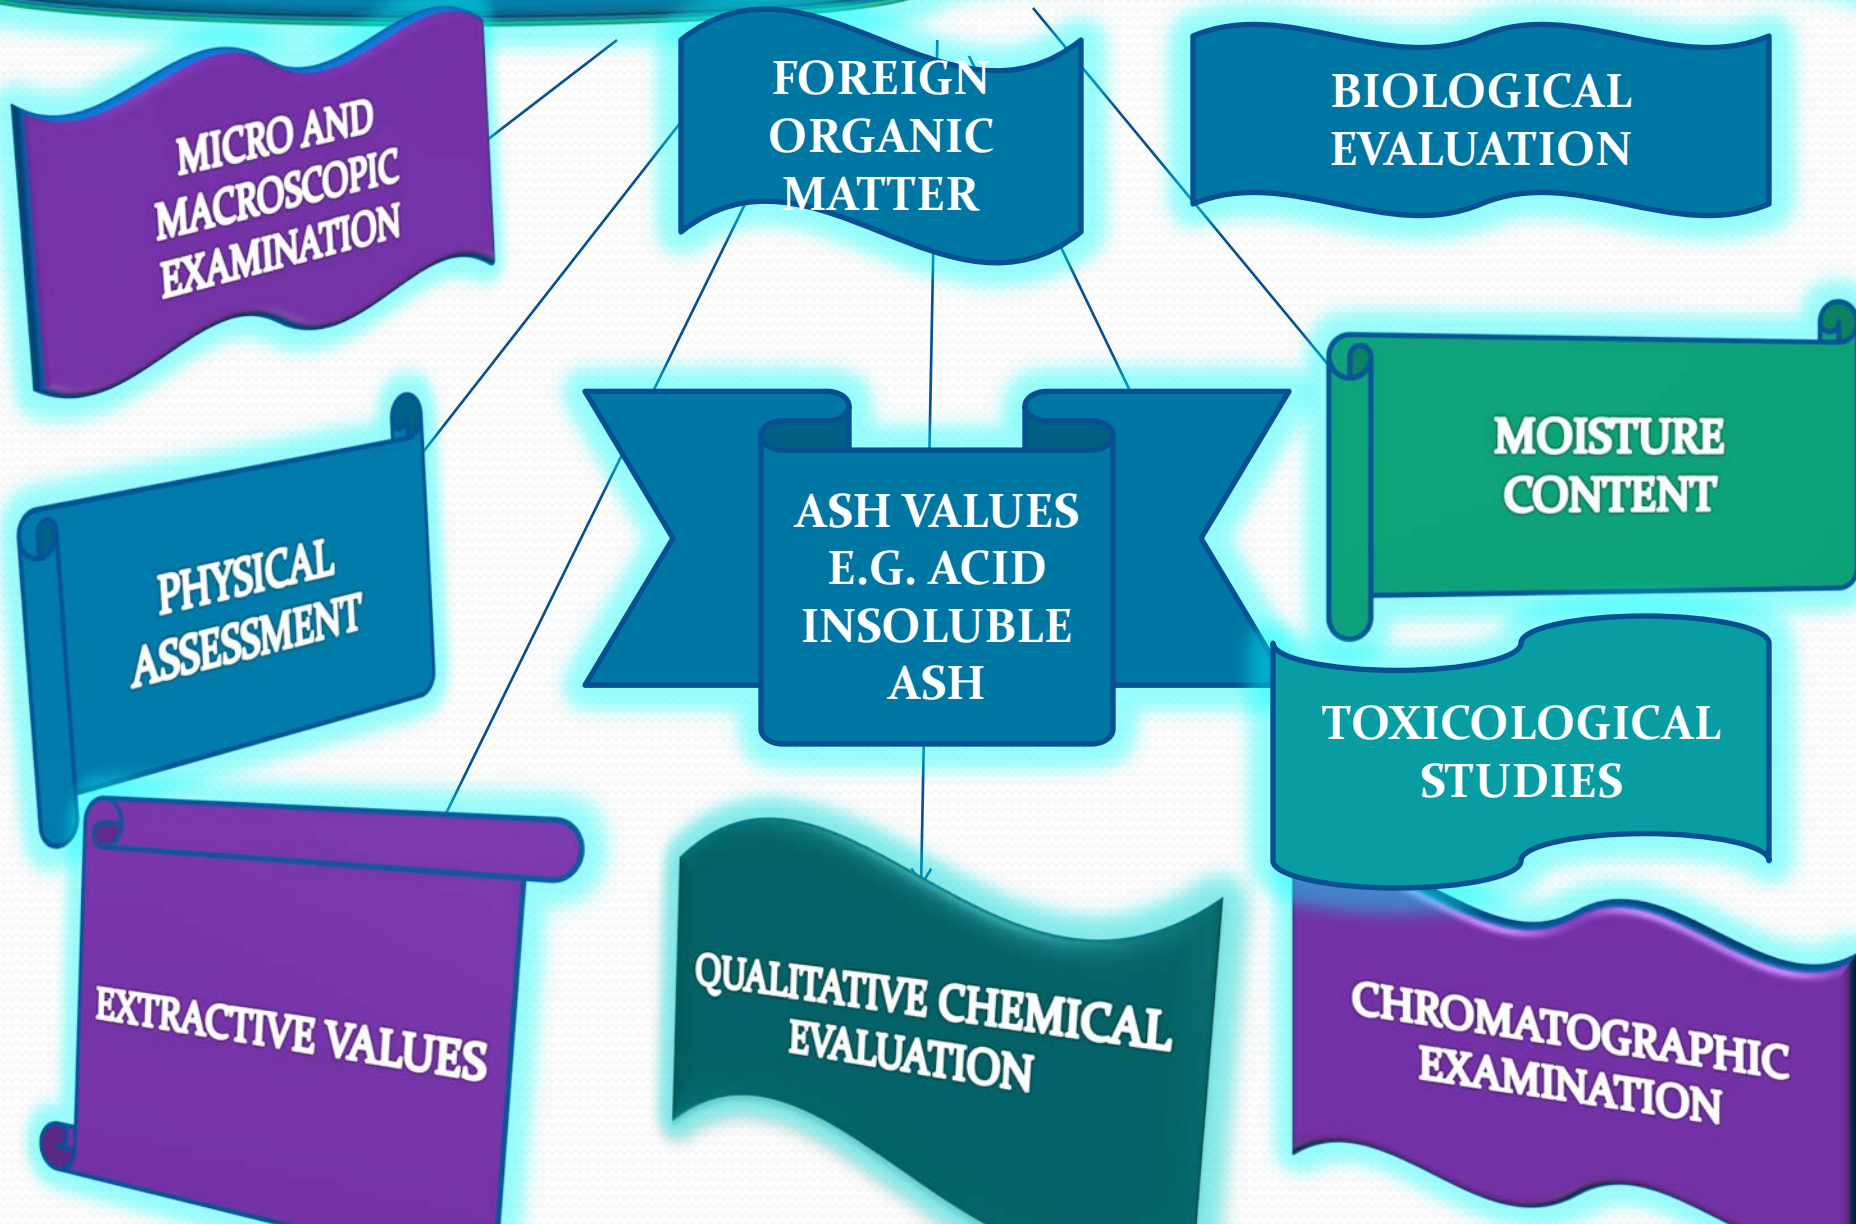 MICRO AND
MACROSCOPIC
EXAMINATION
FOREIGN
ORGANIC
MATTER
BIOLOGICAL
EVALUATION
PHYSICAL
ASSESSMENT
ASH VALUES
E.G. ACID
INSOLUBLE
ASH
MOISTURE
CONTENT
TOXICOLOGICAL
STUDIES
EXTRACTIVE VALUES
QUALITATIVE CHEMICAL
EVALUATION
CHROMATOGRAPHIC
EXAMINATION